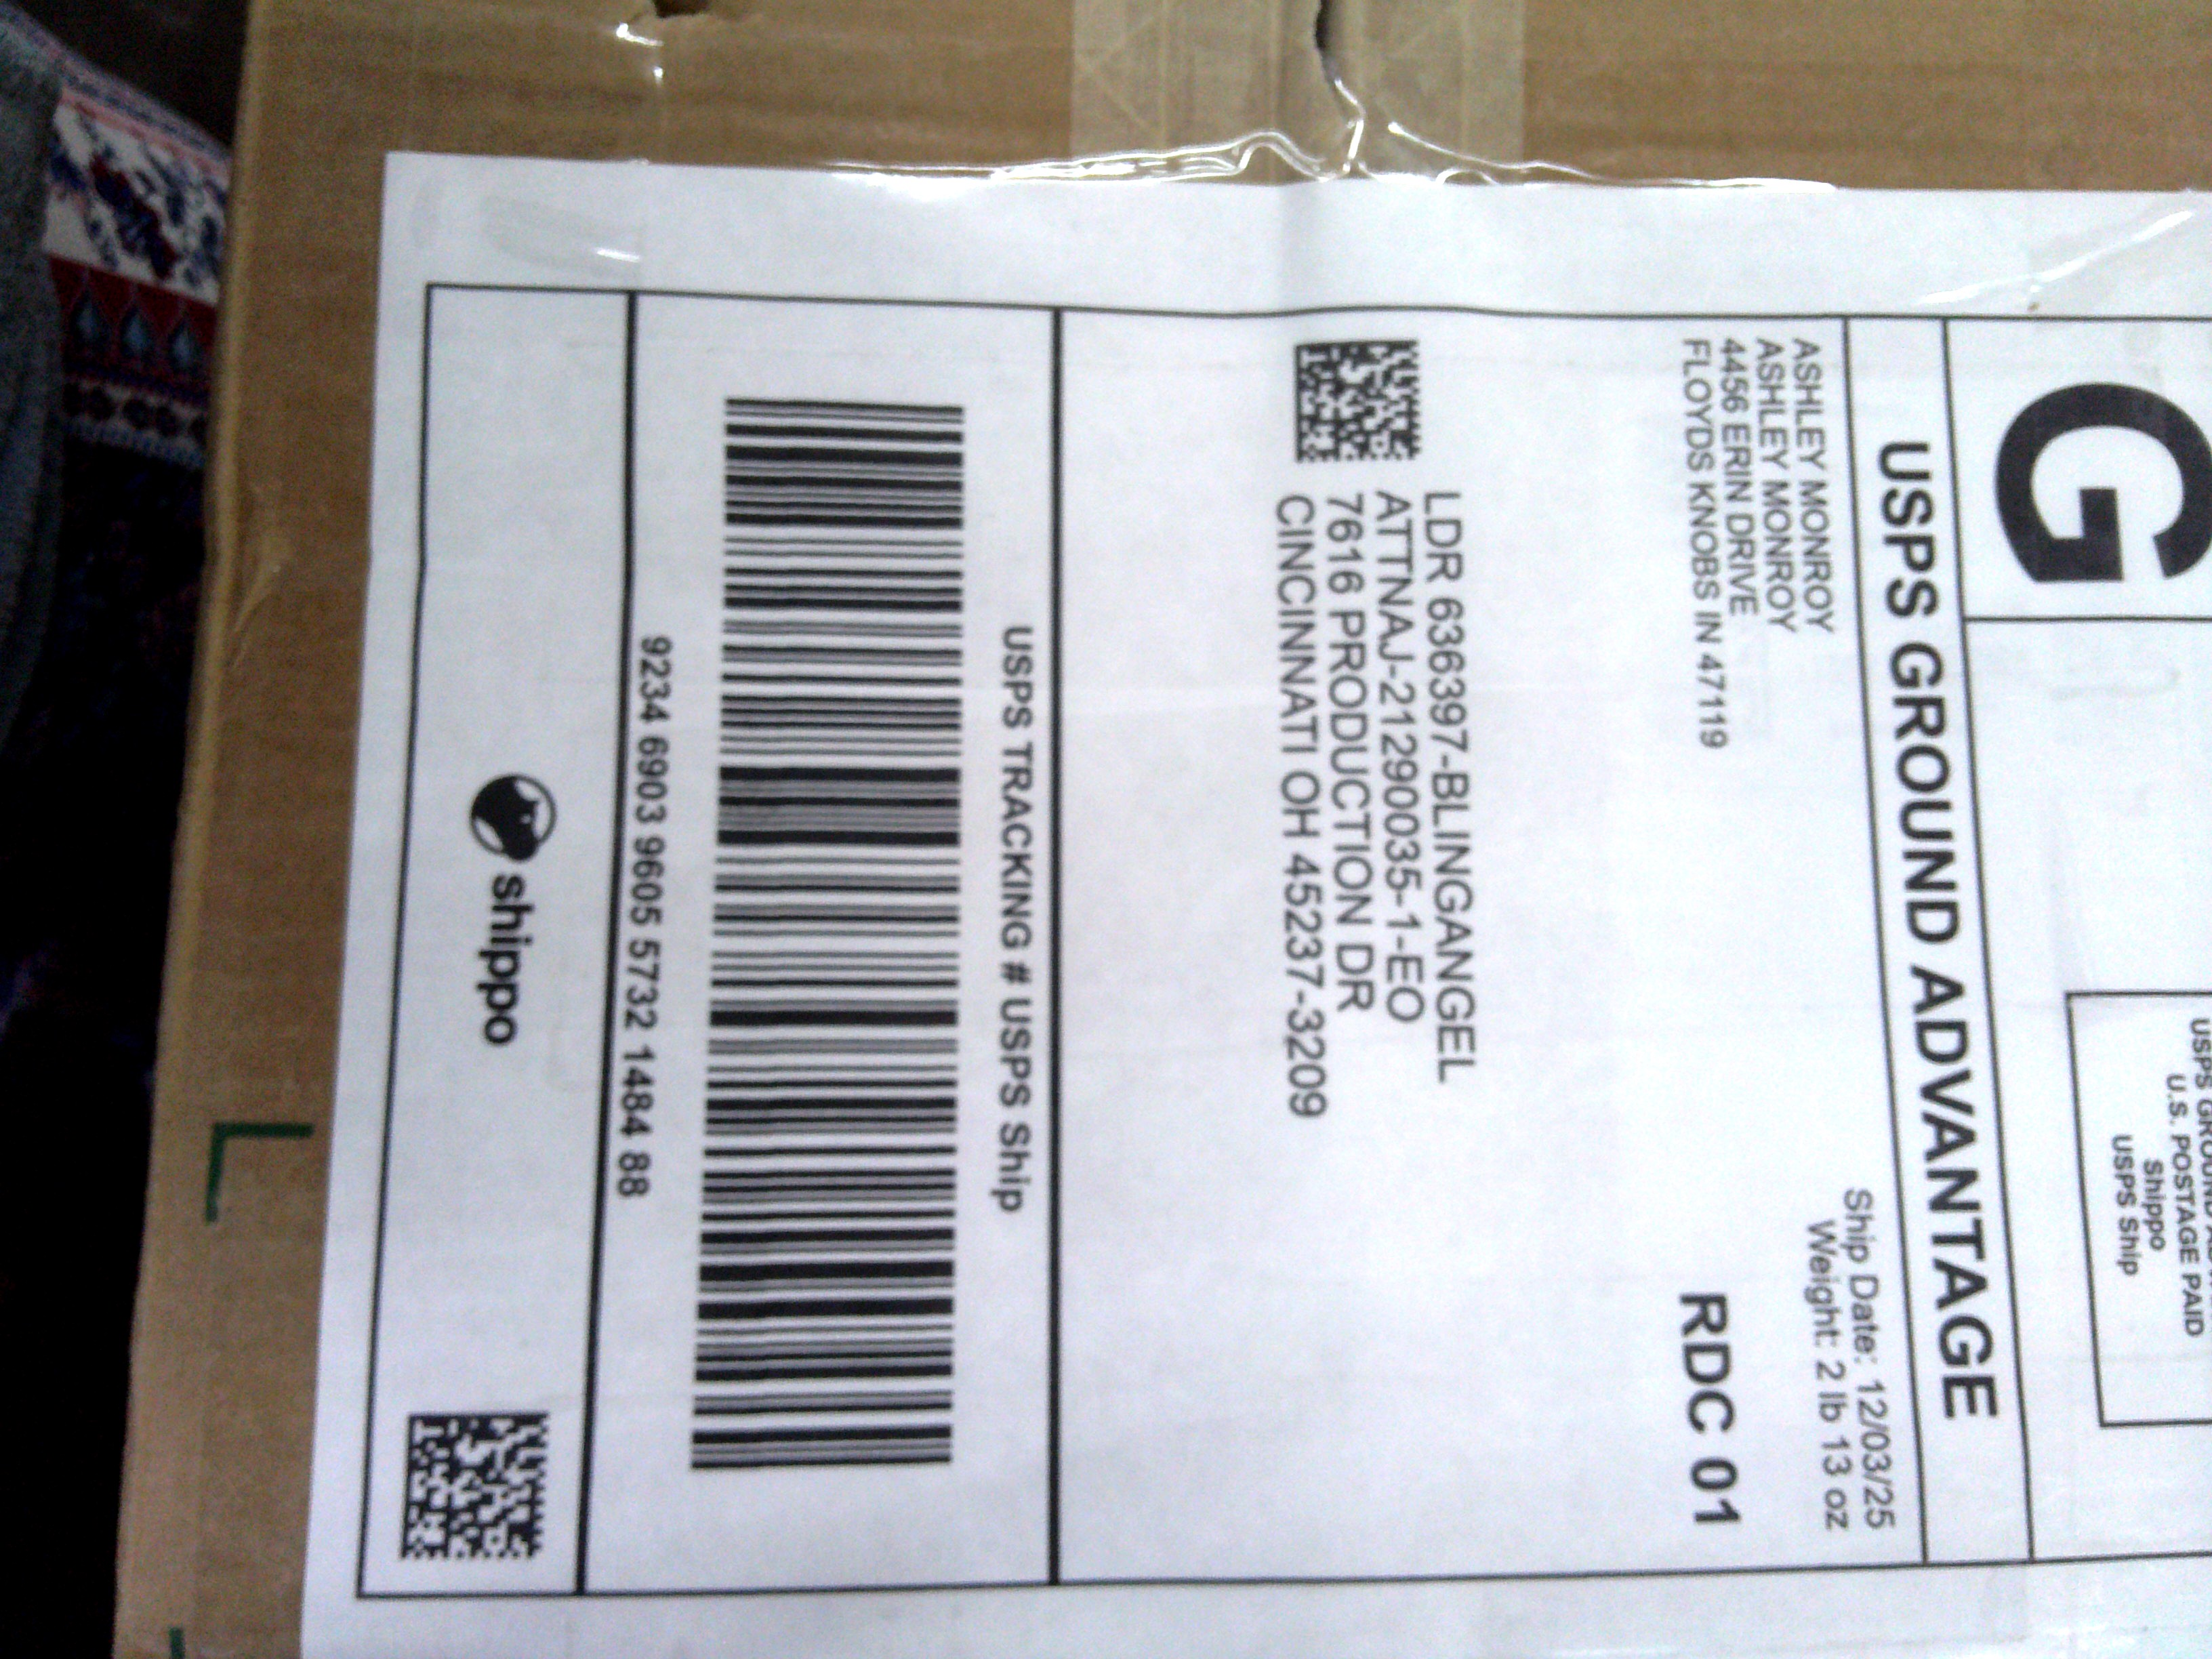 G
USPS GROUND ADVANTAGE
U.S. POSTAGE PAID
Shippo
USPS Ship
USPS GROUND ADVANTAGE
ASHLEY MONROY
ASHLEY MONROY
4456 ERIN DRIVE
FLOYDS KNOBS IN 47119
Ship Date: 12/03/25
Weight: 2 lb 13 oz
RDC 01
LDR 636397-BLINGANGEL
ATTNAJ-21290035-1-EO
7616 PRODUCTION DR
CINCINNATI OH 45237-3209
USPS TRACKING # USPS Ship
9234 6903 9605 5732 1484 88
shippo